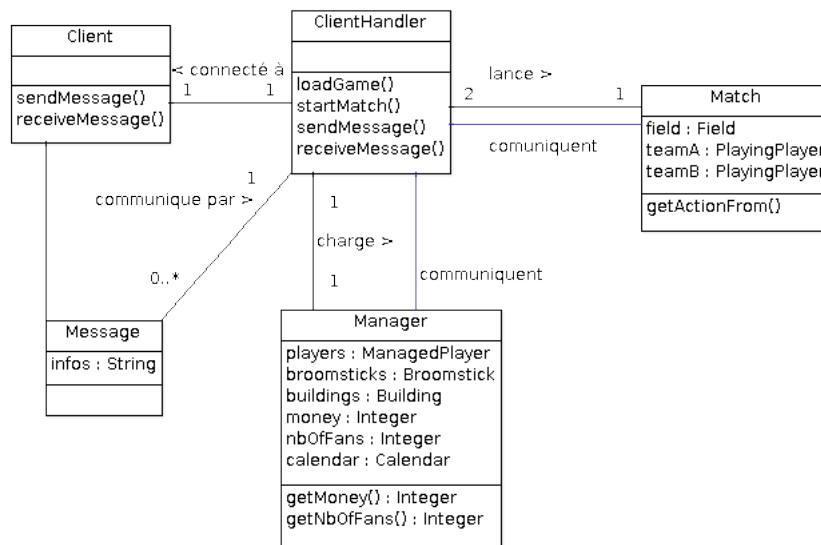 Client
sendMessage()
receiveMessage()
< connecté à
1
1
ClientHandler
loadGame()
startMatch()
sendMessage()
receiveMessage()
lance >
2
1
comuniquent
Match
field : Field
teamA : PlayingPlayer
teamB : PlayingPlayer
getActionFrom()
1
communique par >
0..*
1
charge >
1
communiquent
Message
infos : String
Manager
players : ManagedPlayer
broomsticks : Broomstick
buildings : Building
money : Integer
nbOfFans : Integer
calendar : Calendar
getMoney() : Integer
getNbOfFans() : Integer